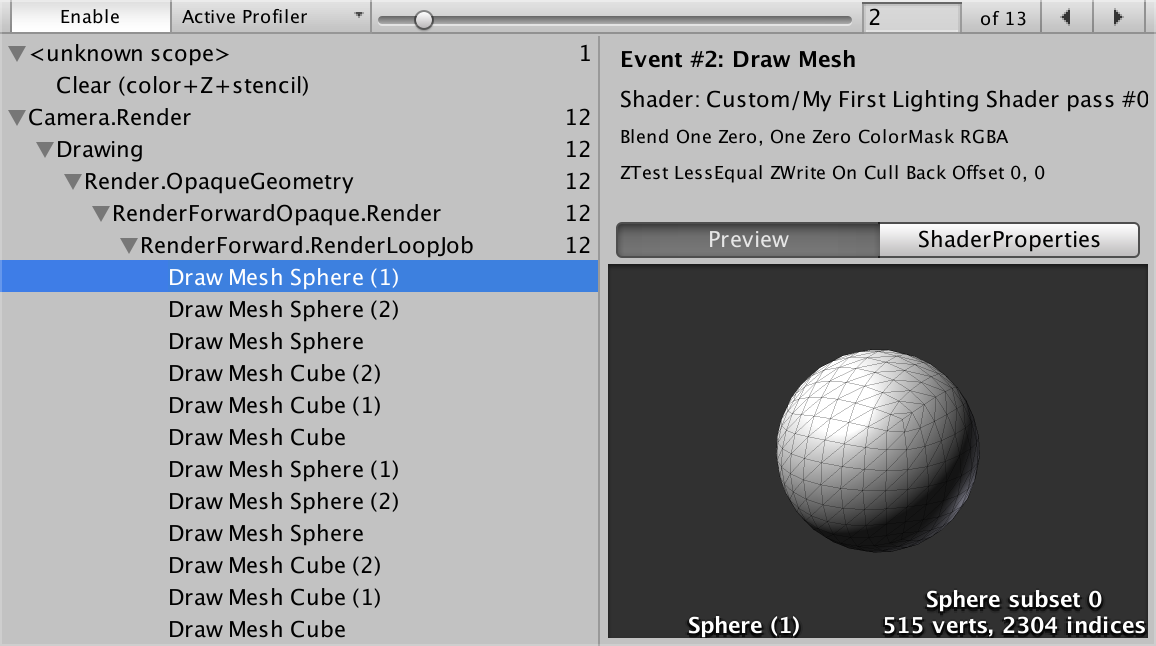 Enable Active Profiler 2 of 13
<unknown scope> 1
Clear (color+Z+stencil)
Camera.Render 12
Drawing 12
Render.OpaqueGeometry 12
RenderForwardOpaque.Render 12
RenderForward.RenderLoopJob 12
Draw Mesh Sphere (1)
Draw Mesh Sphere (2)
Draw Mesh Sphere
Draw Mesh Cube (2)
Draw Mesh Cube (1)
Draw Mesh Cube
Draw Mesh Sphere (1)
Draw Mesh Sphere (2)
Draw Mesh Sphere
Draw Mesh Cube (2)
Draw Mesh Cube (1)
Draw Mesh Cube
Event #2: Draw Mesh
Shader: Custom/My First Lighting Shader pass #0
Blend One Zero, One Zero ColorMask RGBA
ZTest LessEqual ZWrite On Cull Back Offset 0, 0
Preview ShaderProperties
Sphere subset 0
Sphere (1) 515 verts, 2304 indices